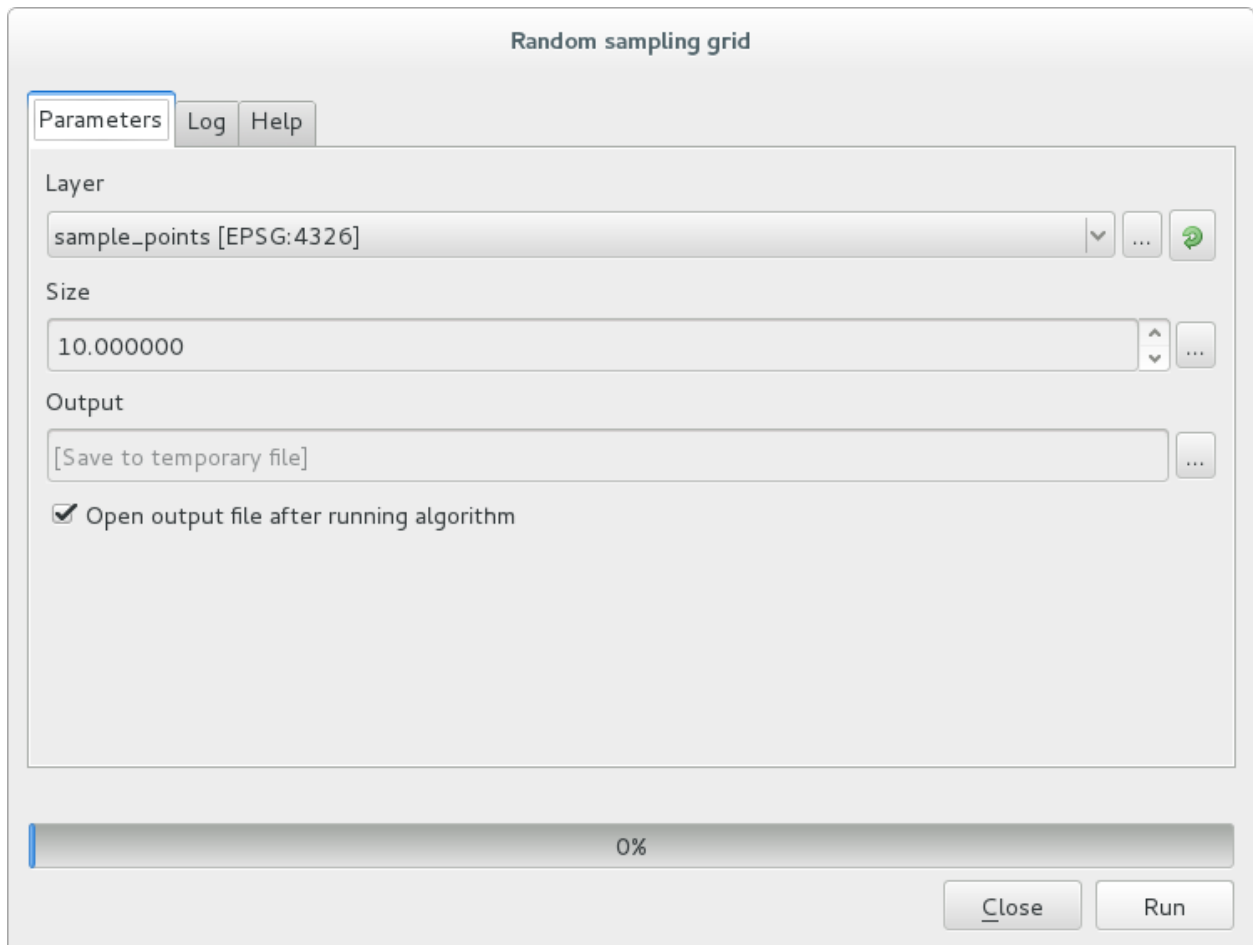 Random sampling grid
Parameters Log Help
Layer
sample_points [EPSG:4326]
...
Size
10.000000
...
Output
[Save to temporary file]
...
Open output file after running algorithm
0%
Close Run